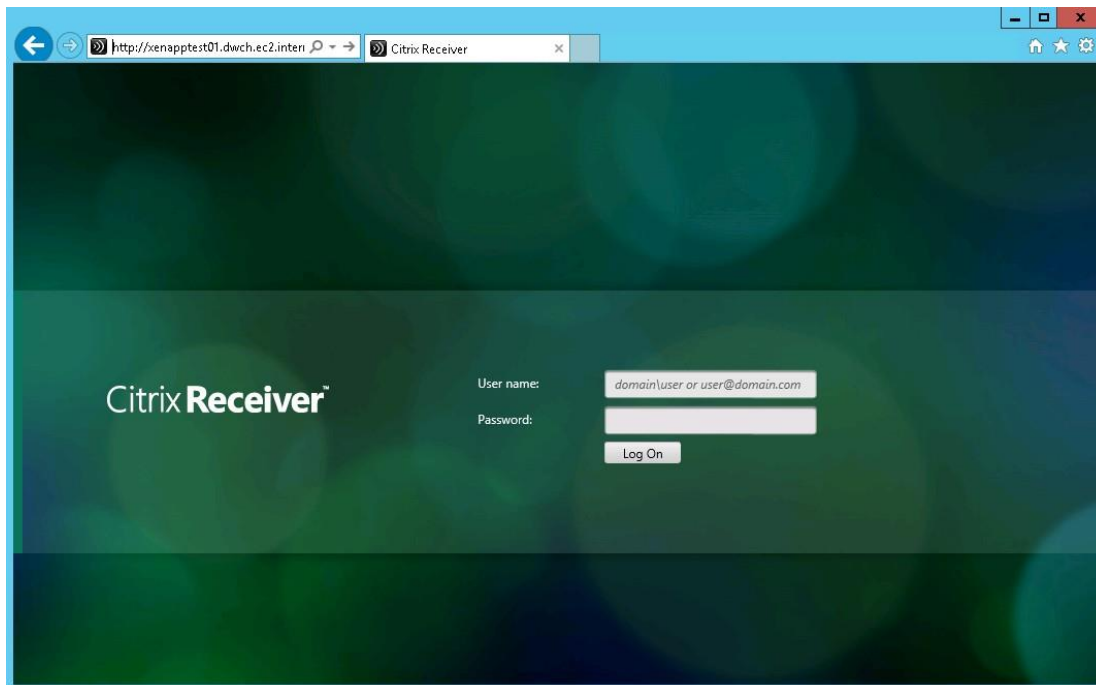 http://xenapptest01.dwch.ec2.intern
Citrix Receiver
Citrix Receiver™
User name:
domain\user or user@domain.com
Password:
Log On